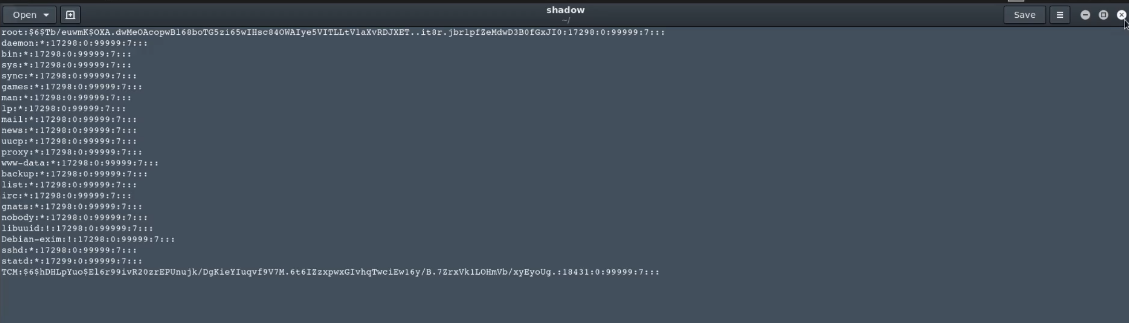 Open
shadow
~/
Save
root:$6$Tb/euwmK$OXA.dwMeOAcopwBl68boTG5zi65wIHsc84OWAIye5VITLLtVlaXvRDJXET..it8r.jbrlpfZeMdwD3B0fGxJI0:17298:0:99999:7:::
daemon:*:17298:0:99999:7:::
bin:*:17298:0:99999:7:::
sys:*:17298:0:99999:7:::
sync:*:17298:0:99999:7:::
games:*:17298:0:99999:7:::
man:*:17298:0:99999:7:::
lp:*:17298:0:99999:7:::
mail:*:17298:0:99999:7:::
news:*:17298:0:99999:7:::
uucp:*:17298:0:99999:7:::
proxy:*:17298:0:99999:7:::
www-data:*:17298:0:99999:7:::
backup:*:17298:0:99999:7:::
list:*:17298:0:99999:7:::
irc:*:17298:0:99999:7:::
gnats:*:17298:0:99999:7:::
nobody:*:17298:0:99999:7:::
libuuid:!:17298:0:99999:7:::
Debian-exim:!:17298:0:99999:7:::
sshd:*:17298:0:99999:7:::
statd:*:17299:0:99999:7:::
TCM:$6$hDHLpYuo$El6r99ivR20zrEPUnujk/DgKieYIuqvf9V7M.6t6IZzxpwxGIvhqTwciEw16y/B.7ZrxVk1LOHmVb/xyEyoUg.:18431:0:99999:7:::